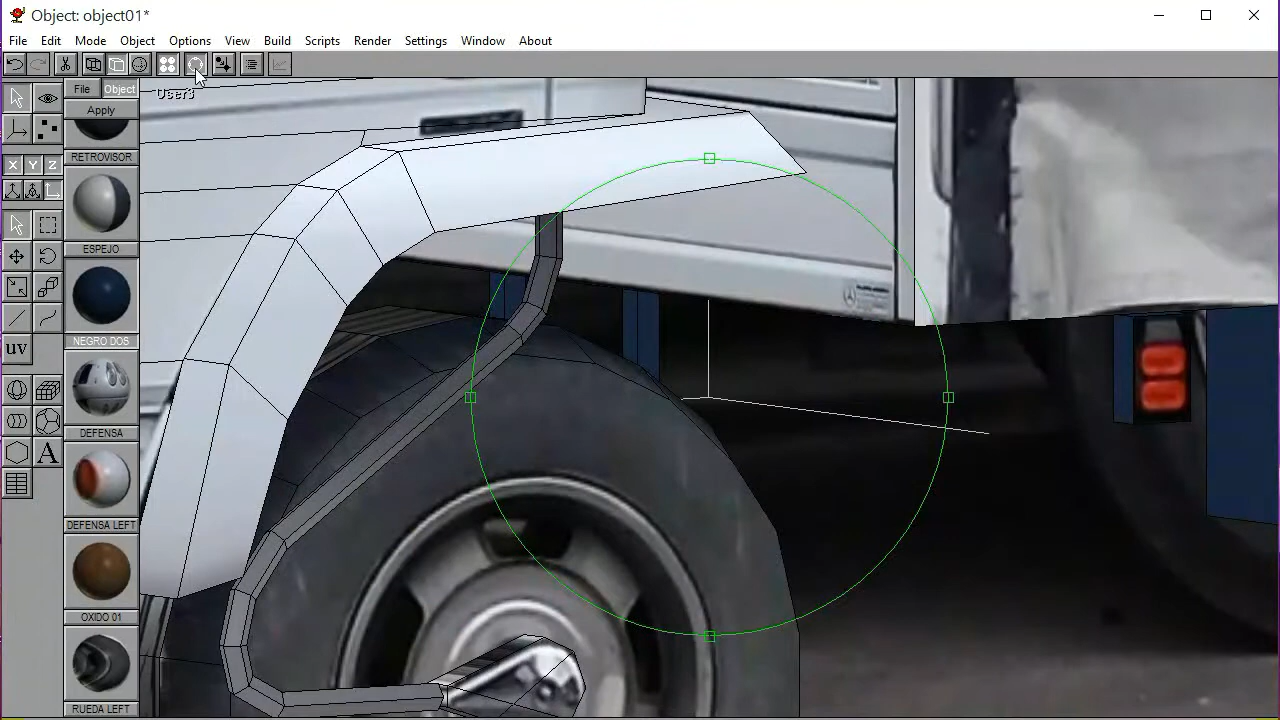 Object: object01*
File Edit Mode Object Options View Build Scripts Render Settings Window About
File Object
Apply
User3
RETROVISOR
X Y Z
ESPEJO
NEGRO DOS
uv
DEFENSA
A
DEFENSA LEFT
OXIDO 01
RUEDA LEFT